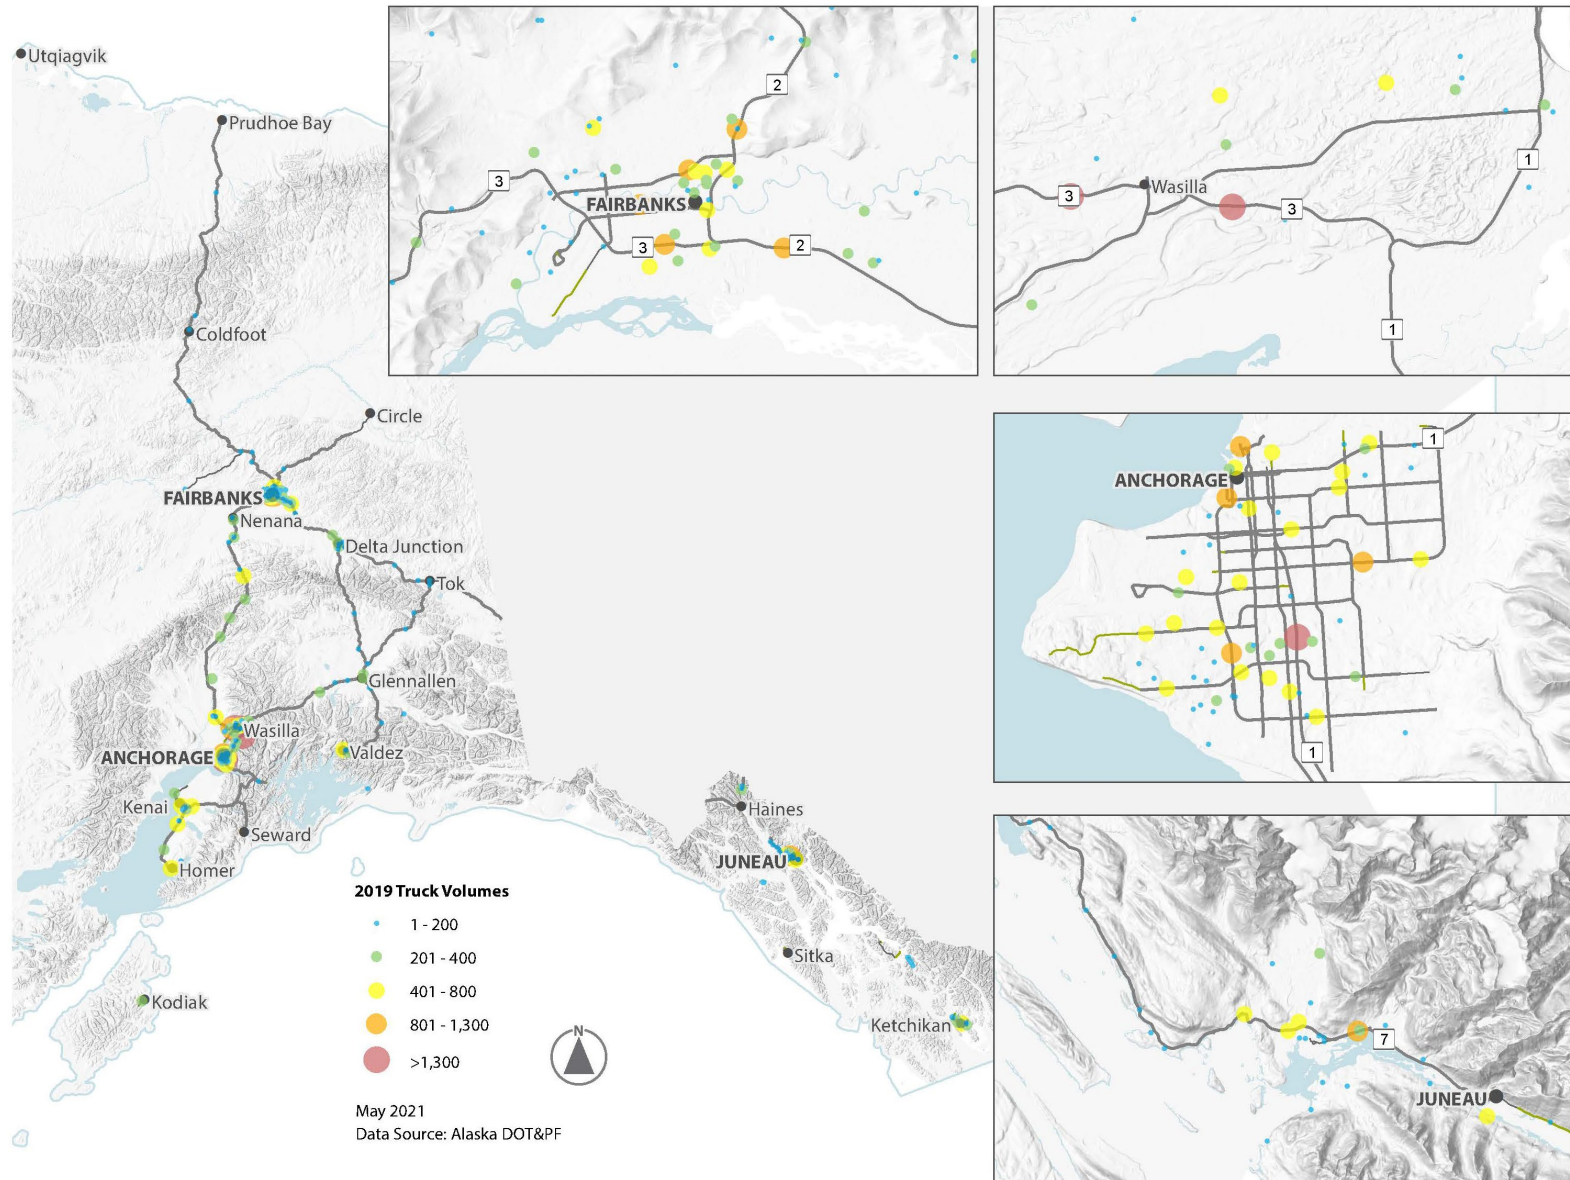 Utqiagvik
Prudhoe Bay
Coldfoot
Circle
FAIRBANKS
Nenana
Delta Junction
Tok
Glennallen
Wasilla
ANCHORAGE
Valdez
Kenai
Seward
Homer
Kodiak
Haines
JUNEAU
Sitka
Ketchikan
2019 Truck Volumes
1 - 200
201 - 400
401 - 800
801 - 1,300
>1,300
N
May 2021
Data Source: Alaska DOT&PF
2
3
FAIRBANKS
3
2
1
Wasilla
3
3
1
1
ANCHORAGE
1
7
JUNEAU